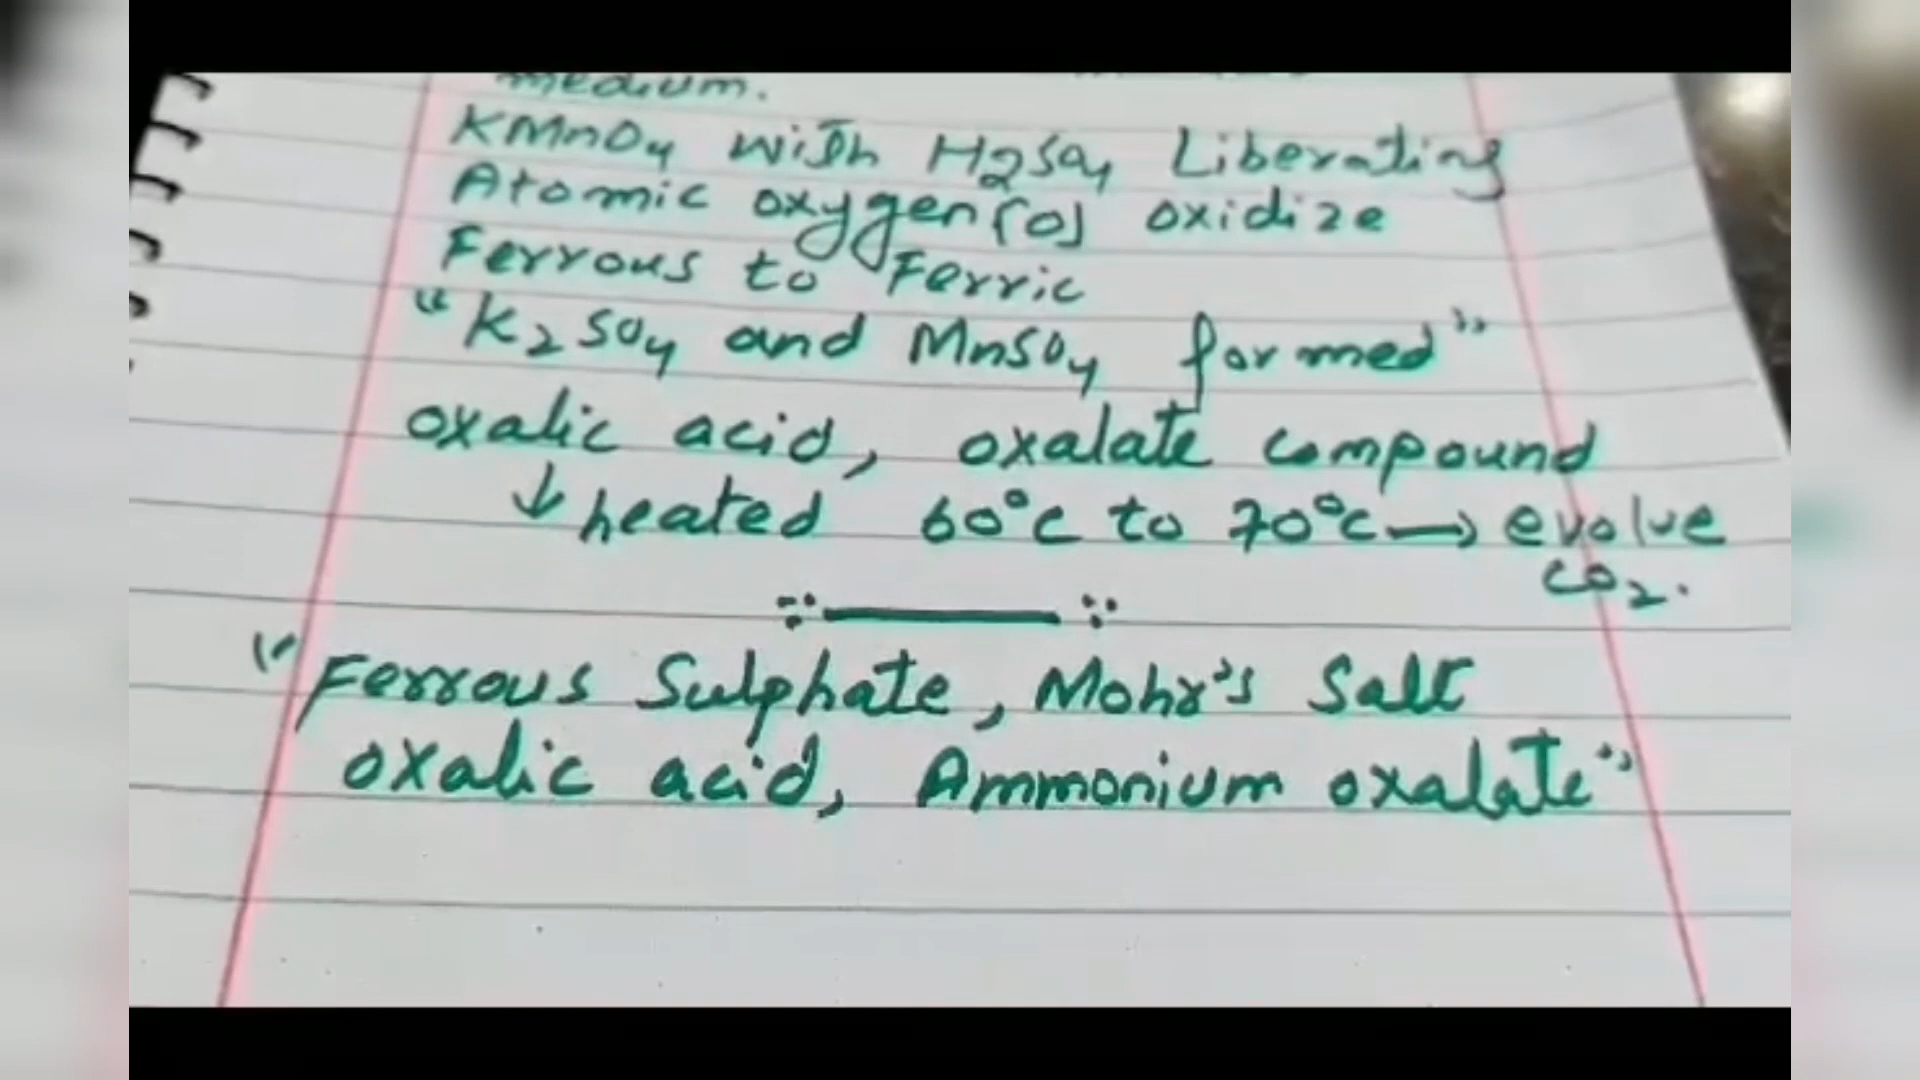 medium.
KMnO4 with H2SO4 Liberating
Atomic oxygen[o] oxidize
Ferrous to Ferric
"K2SO4 and MnSO4 formed"
oxalic acid, oxalate compound
↓ heated 60°C to 70°C → evolve
CO2.
"Ferrous Sulphate, Mohr's Salt
oxalic acid, Ammonium oxalate"